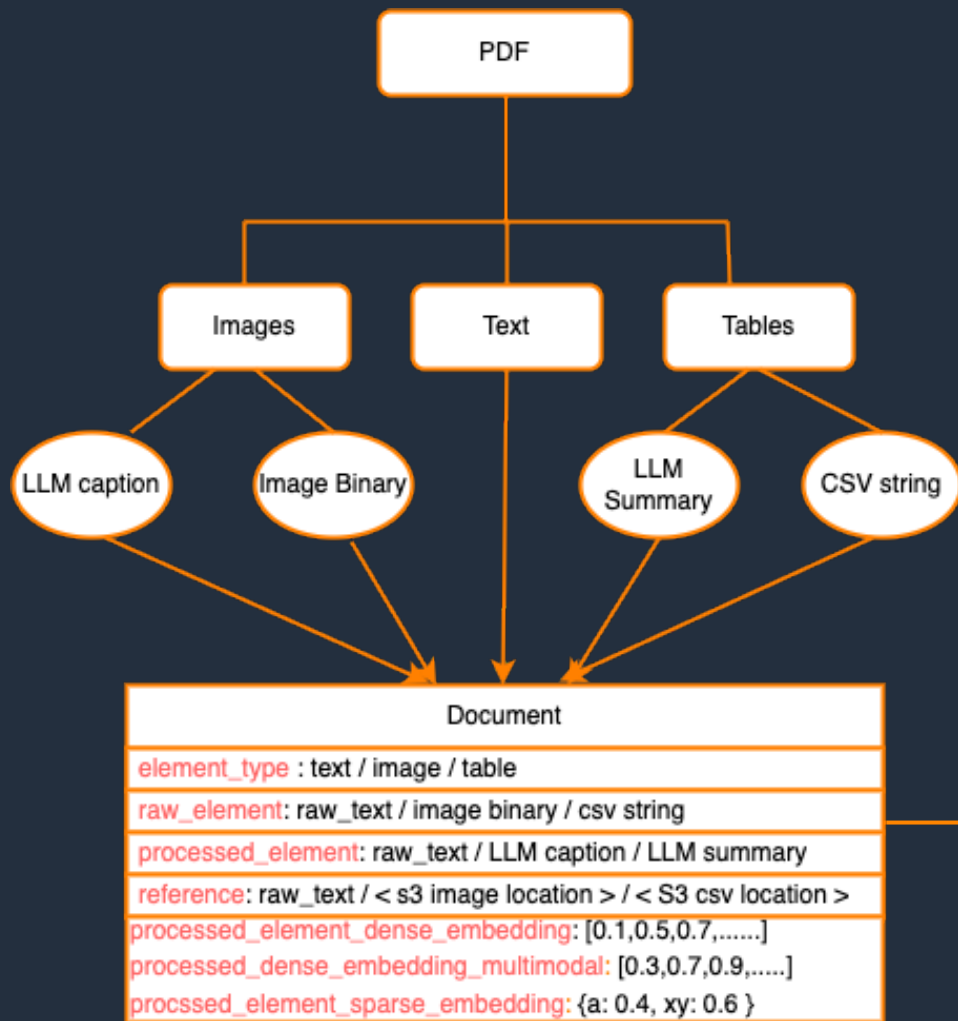 PDF
Images
Text
Tables
LLM caption
Image Binary
LLM
Summary
CSV string
Document
element_type : text / image / table
raw_element: raw_text / image binary / csv string
processed_element: raw_text / LLM caption / LLM summary
reference: raw_text / < s3 image location > / < S3 csv location >
processed_element_dense_embedding: [0.1,0.5,0.7,......]
processed_dense_embedding_multimodal: [0.3,0.7,0.9,.....]
procssed_element_sparse_embedding: {a: 0.4, xy: 0.6 }